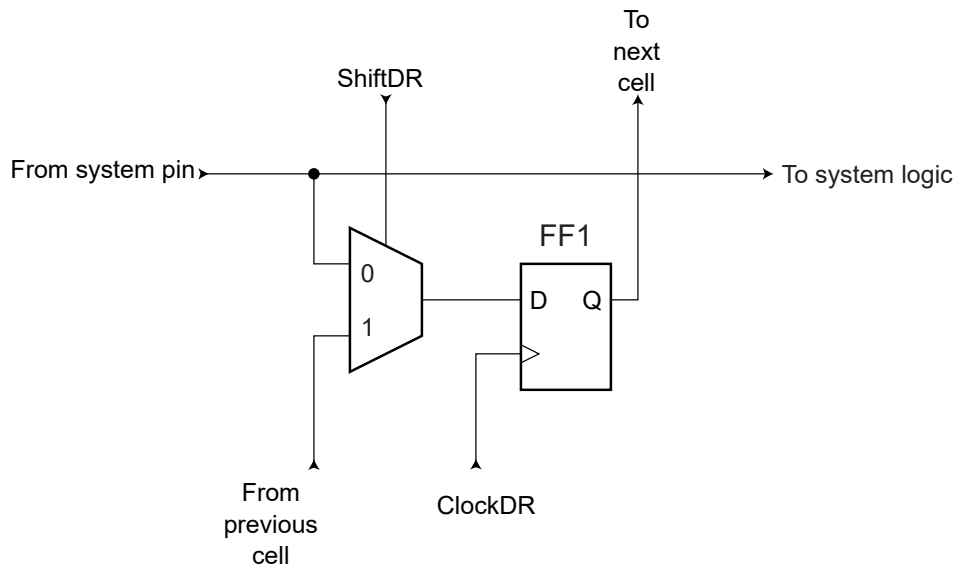 To
next
cell
ShiftDR
From system pin
To system logic
FF1
0
D
Q
1
From
previous
cell
ClockDR